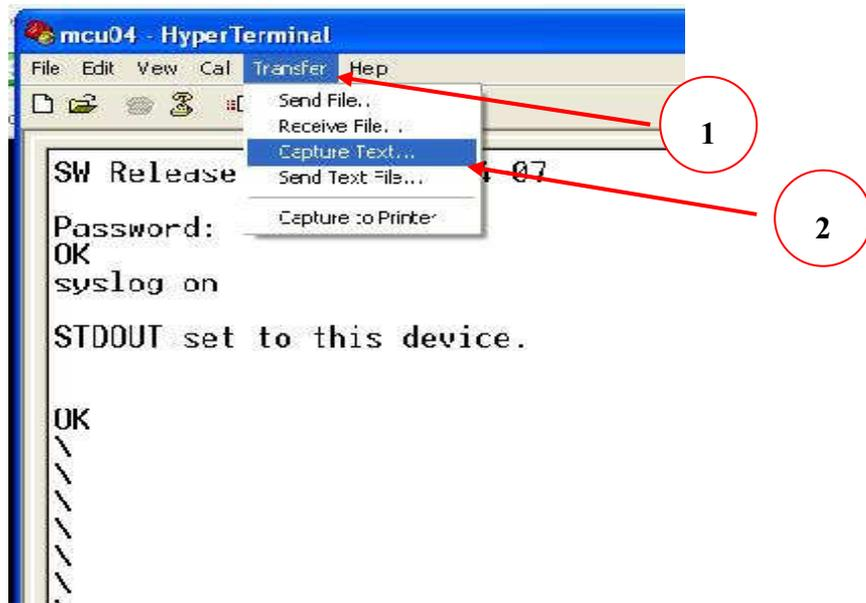 mcu04 - HyperTerminal
File Edit View Call Transfer Help
Send File...
Receive File...
Capture Text...
Send Text File...
Capture to Printer
1
2
SW Release 4 07
Password:
OK
syslog on
STDOUT set to this device.
OK
\
\
\
\
\
\